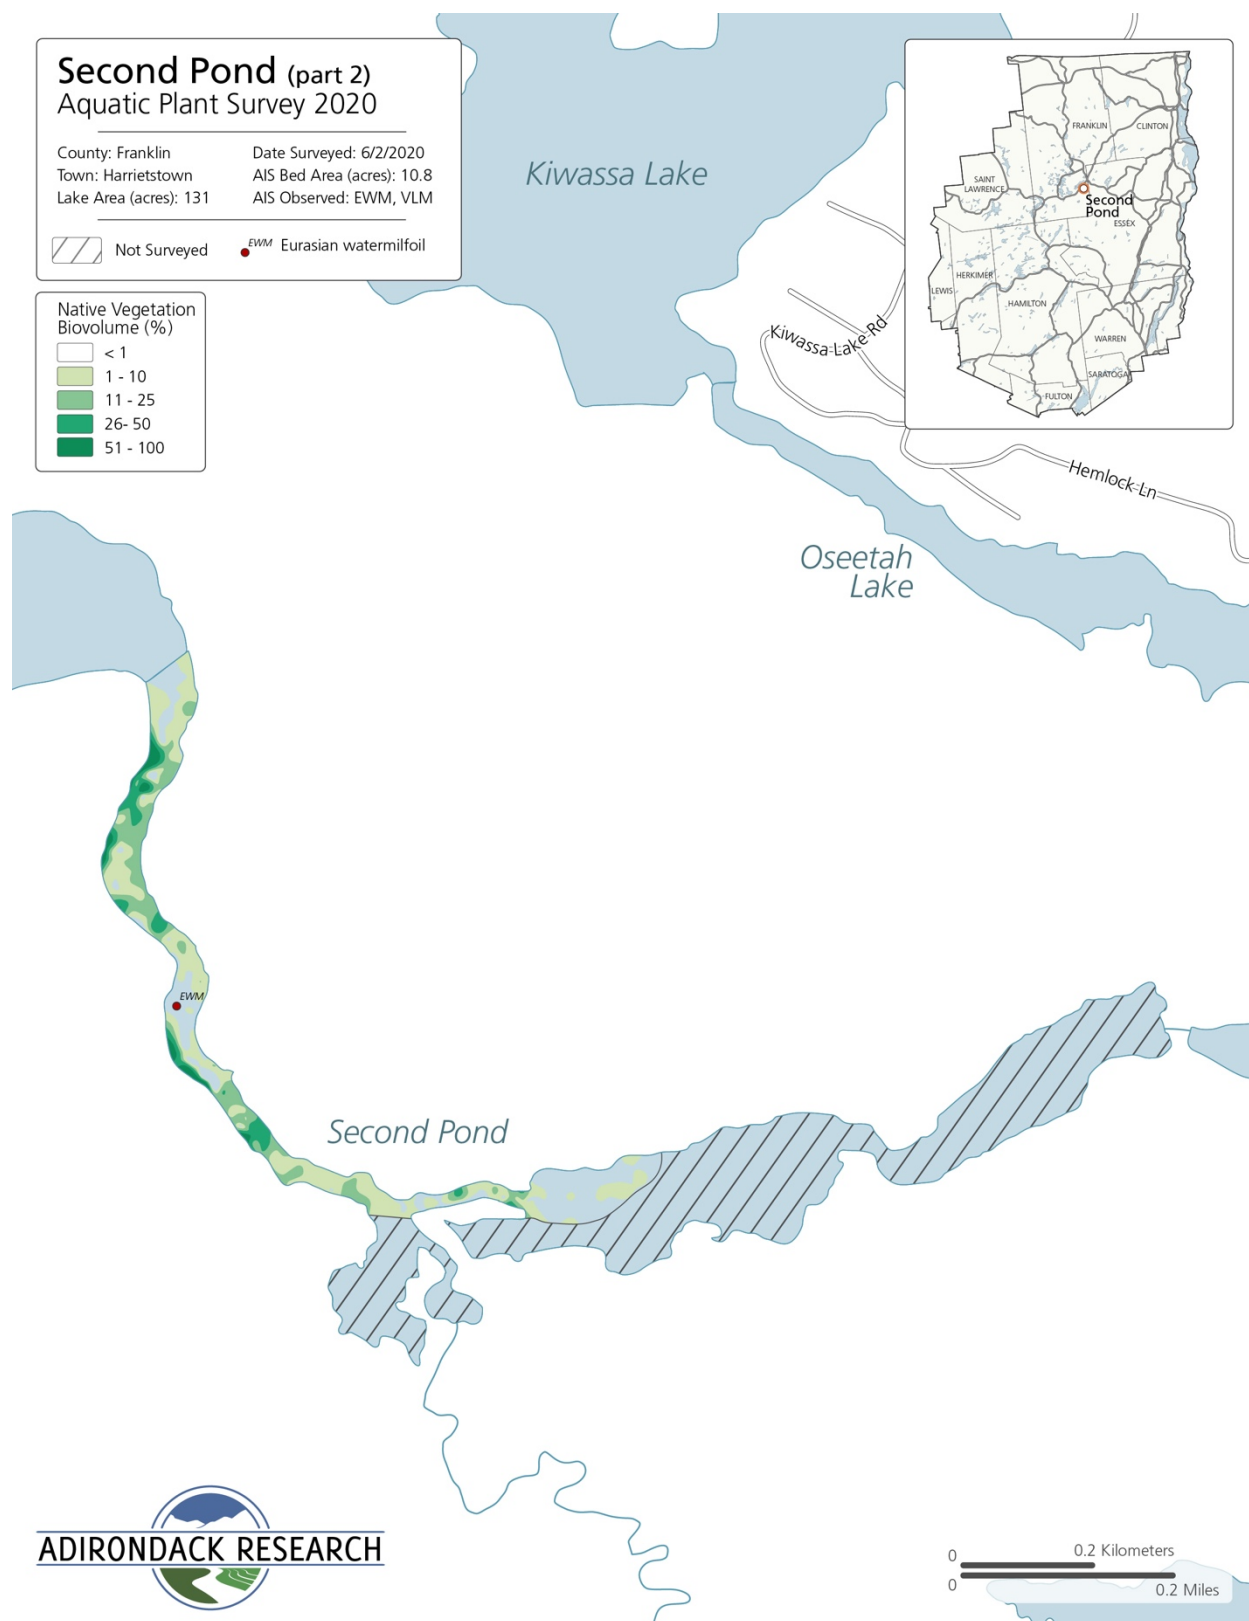 Second Pond (part 2)
Aquatic Plant Survey 2020
County: Franklin
Town: Harrietstown
Lake Area (acres): 131
Date Surveyed: 6/2/2020
AIS Bed Area (acres): 10.8
AIS Observed: EWM, VLM
Not Surveyed
EWM Eurasian watermilfoil
Native Vegetation
Biovolume (%)
< 1
1 - 10
11 - 25
26- 50
51 - 100
Kiwassa Lake
Kiwassa Lake Rd
Hemlock Ln
Oseetah
Lake
FRANKLIN
CLINTON
SAINT
LAWRENCE
Second
Pond
ESSEX
HERKIMER
LEWIS
HAMILTON
WARREN
SARATOGA
FULTON
EWM
Second Pond
ADIRONDACK RESEARCH
0
0.2 Kilometers
0
0.2 Miles